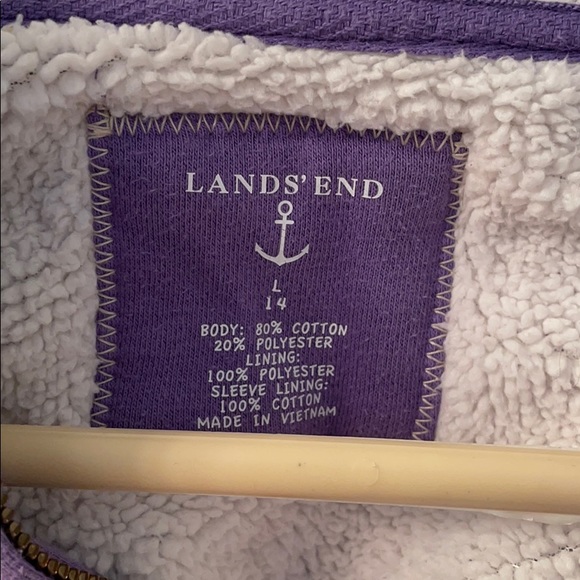 LANDS' END
L
14
BODY: 80% COTTON
20% POLYESTER
LINING:
100% POLYESTER
SLEEVE LINING:
100% COTTON
MADE IN VIETNAM